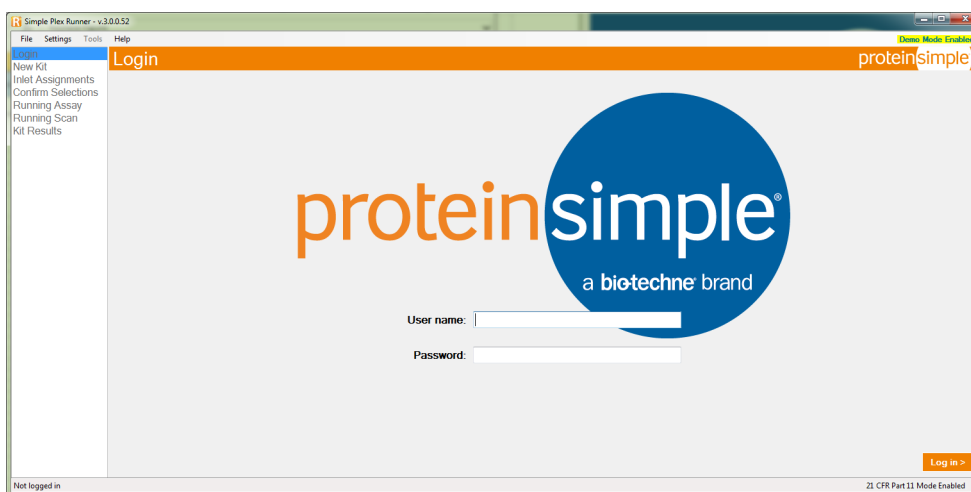 Simple Plex Runner - v.3.0.0.52
File Settings Tools Help
Demo Mode Enabled
Login
New Kit
Inlet Assignments
Confirm Selections
Running Assay
Running Scan
Kit Results
Login
proteinsimple
proteinsimple®
a bio-techne® brand
User name:
Password:
Log in >
Not logged in
21 CFR Part 11 Mode Enabled